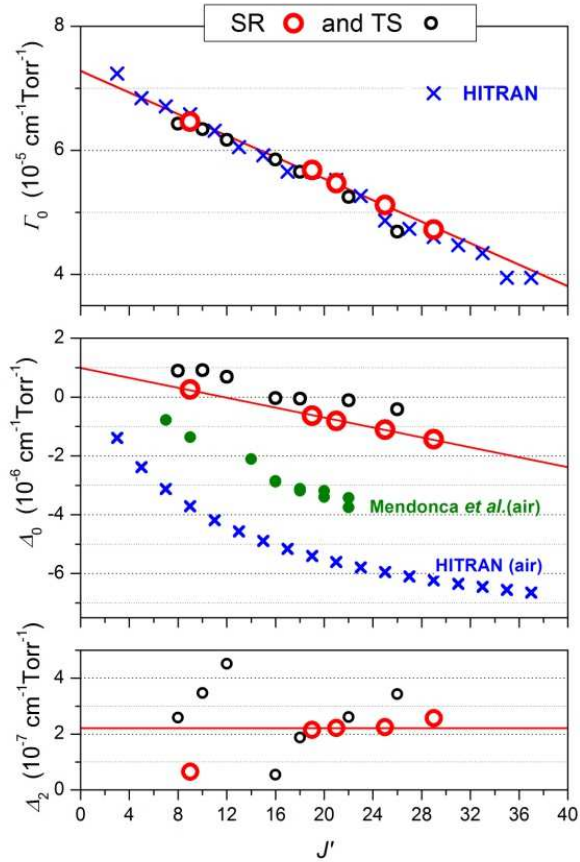 SR and TS
8
6
4
Γ₀ (10⁻⁵ cm⁻¹Torr⁻¹)
HITRAN
2
0
-2
-4
-6
Δ₀ (10⁻⁶ cm⁻¹Torr⁻¹)
Mendonca et al.(air)
HITRAN (air)
4
2
0
Δ₂ (10⁻⁷ cm⁻¹Torr⁻¹)
0 4 8 12 16 20 24 28 32 36 40
J'